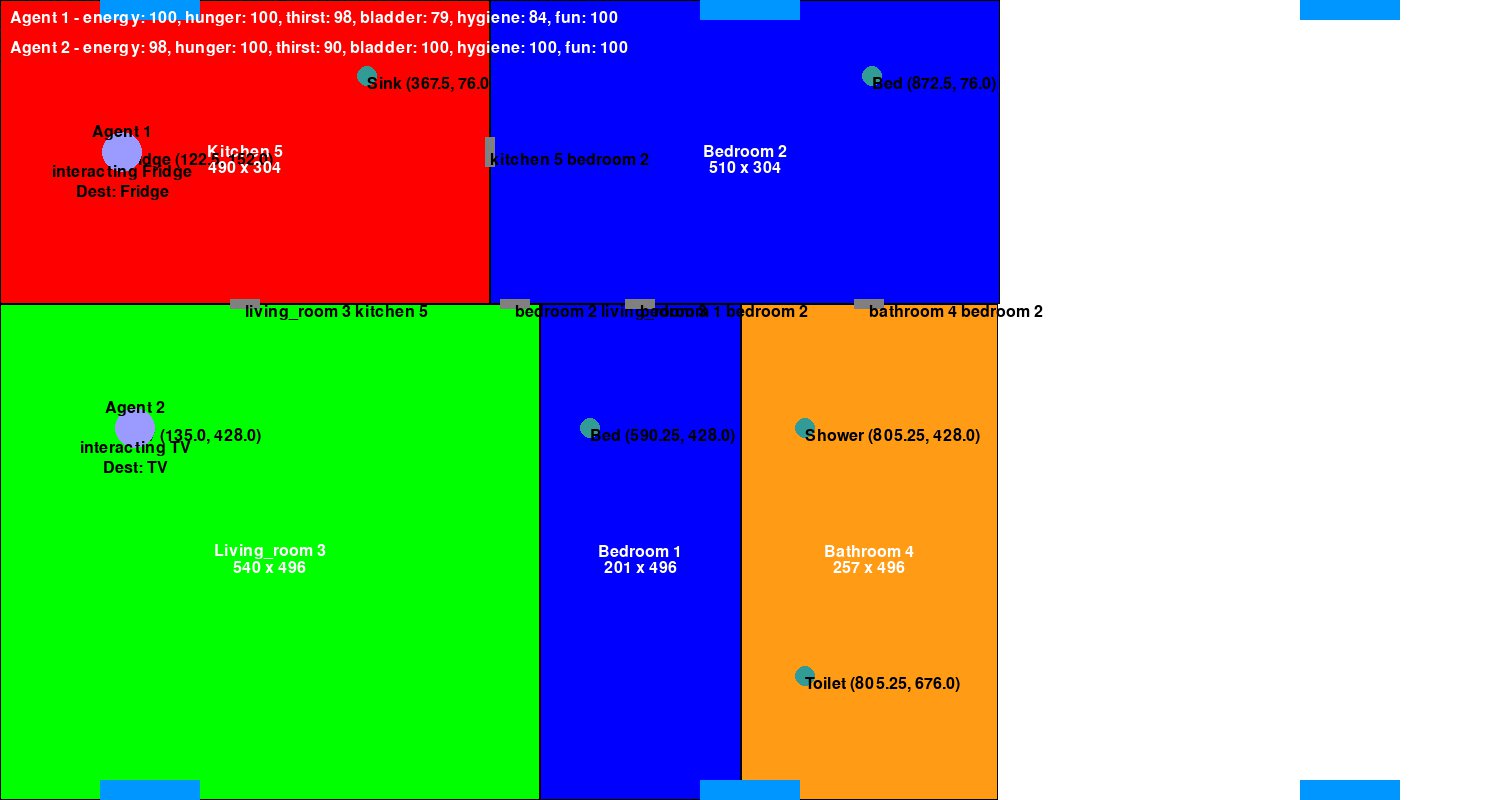 Agent 1 - energy: 100, hunger: 100, thirst: 98, bladder: 79, hygiene: 84, fun: 100
Agent 2 - energy: 98, hunger: 100, thirst: 90, bladder: 100, hygiene: 100, fun: 100
Sink (367.5, 76.0
Bed (872.5, 76.0)
Agent 1
(122.5, 152.0)
interacting Fridge
Dest: Fridge
Kitchen 5
490 x 304
kitchen 5 bedroom 2
Bedroom 2
510 x 304
living_room 3 kitchen 5
bedroom 2 living_room 3
bedroom 1 bedroom 2
bathroom 4 bedroom 2
Agent 2
(135.0, 428.0)
interacting TV
Dest: TV
Bed (590.25, 428.0)
Shower (805.25, 428.0)
Living_room 3
540 x 496
Bedroom 1
201 x 496
Bathroom 4
257 x 496
Toilet (805.25, 676.0)